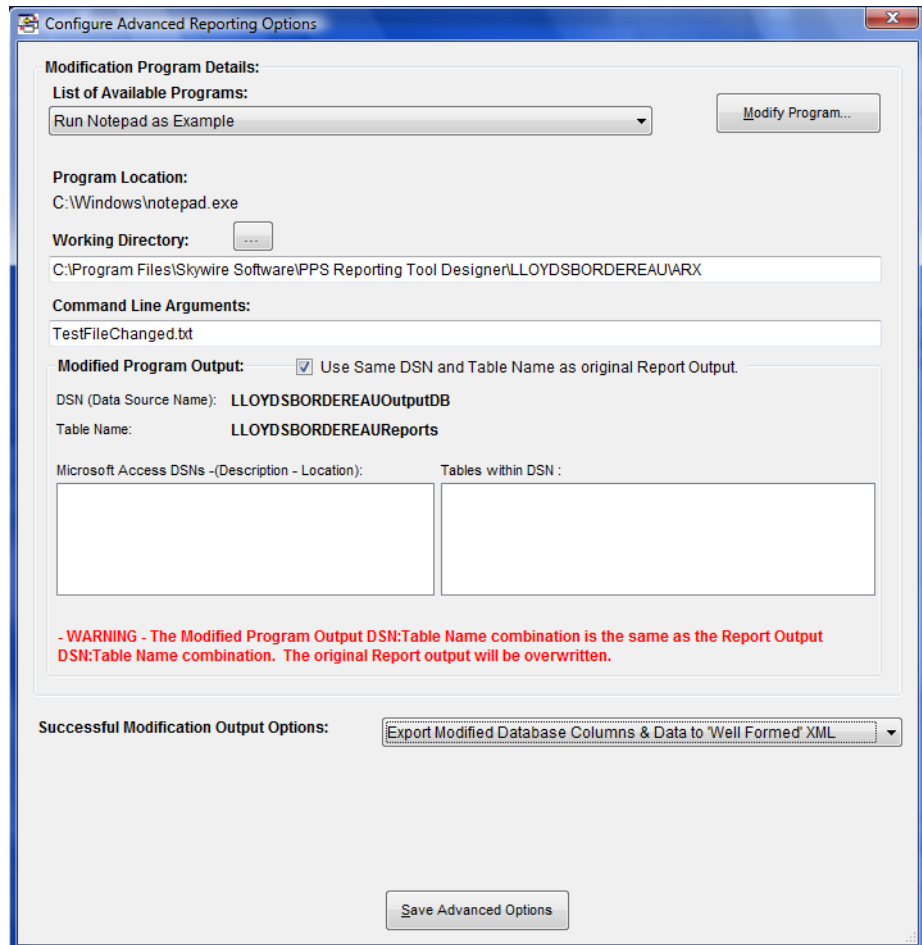 Configure Advanced Reporting Options
Modification Program Details:
List of Available Programs:
Run Notepad as Example
Modify Program...
Program Location:
C:\Windows\notepad.exe
Working Directory:
...
C:\Program Files\Skywire Software\PPS Reporting Tool Designer\LLOYDSBORDEREAU\ARX
Command Line Arguments:
TestFileChanged.txt
Modified Program Output:
Use Same DSN and Table Name as original Report Output.
DSN (Data Source Name): LLOYDSBORDEREAUOutputDB
Table Name: LLOYDSBORDEREAUReports
Microsoft Access DSNs -(Description - Location):
Tables within DSN :
- WARNING - The Modified Program Output DSN:Table Name combination is the same as the Report Output
DSN:Table Name combination. The original Report output will be overwritten.
Successful Modification Output Options:
Export Modified Database Columns & Data to 'Well Formed' XML
Save Advanced Options